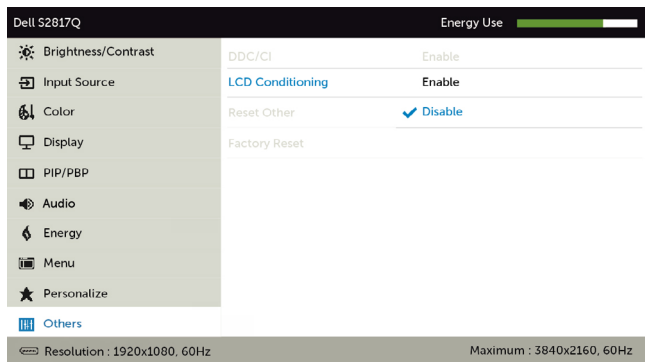 Dell S2817Q Energy Use
Brightness/Contrast DDC/CI Enable
Input Source LCD Conditioning Enable
Color Reset Other Disable
Display Factory Reset
PIP/PBP
Audio
Energy
Menu
Personalize
Others
Resolution : 1920x1080, 60Hz Maximum : 3840x2160, 60Hz